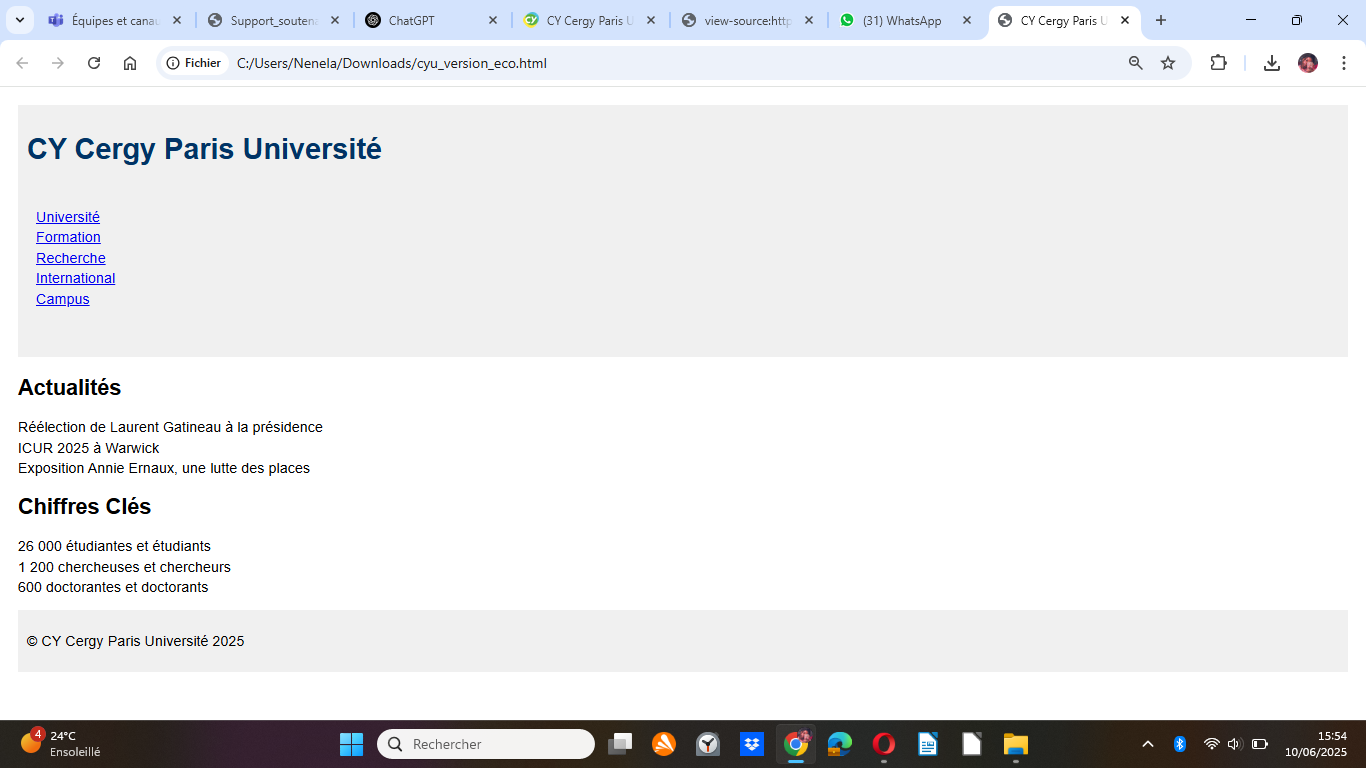 Équipes et canau
Support_soutena
ChatGPT
CY Cergy Paris U
view-source:http
(31) WhatsApp
CY Cergy Paris U
Fichier
C:/Users/Nenela/Downloads/cyu_version_eco.html
CY Cergy Paris Université
Université
Formation
Recherche
International
Campus
Actualités
Réélection de Laurent Gatineau à la présidence
ICUR 2025 à Warwick
Exposition Annie Ernaux, une lutte des places
Chiffres Clés
26 000 étudiantes et étudiants
1 200 chercheuses et chercheurs
600 doctorantes et doctorants
© CY Cergy Paris Université 2025
4
24°C
Ensoleillé
Rechercher
15:54
10/06/2025